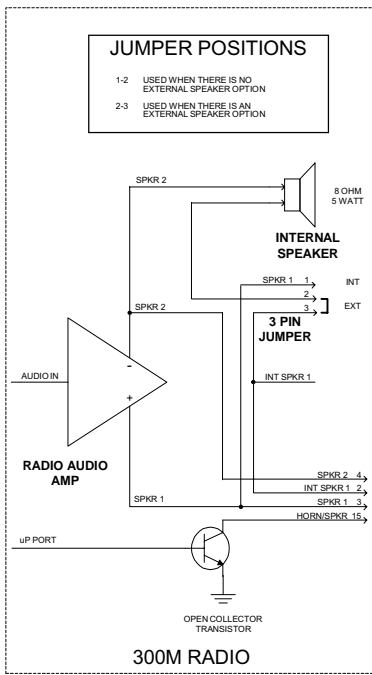 JUMPER POSITIONS
1-2 USED WHEN THERE IS NO
EXTERNAL SPEAKER OPTION
2-3 USED WHEN THERE IS AN
EXTERNAL SPEAKER OPTION
SPKR 2
8 OHM
5 WATT
INTERNAL
SPEAKER
SPKR 1 1 INT
2
SPKR 2 3 EXT
3 PIN
JUMPER
-
AUDIO IN
INT SPKR 1
+
RADIO AUDIO
AMP
SPKR 2 4
INT SPKR 1 2
SPKR 1 SPKR 1 3
HORN/SPKR 15
uP PORT
OPEN COLLECTOR
TRANSISTOR
300M RADIO